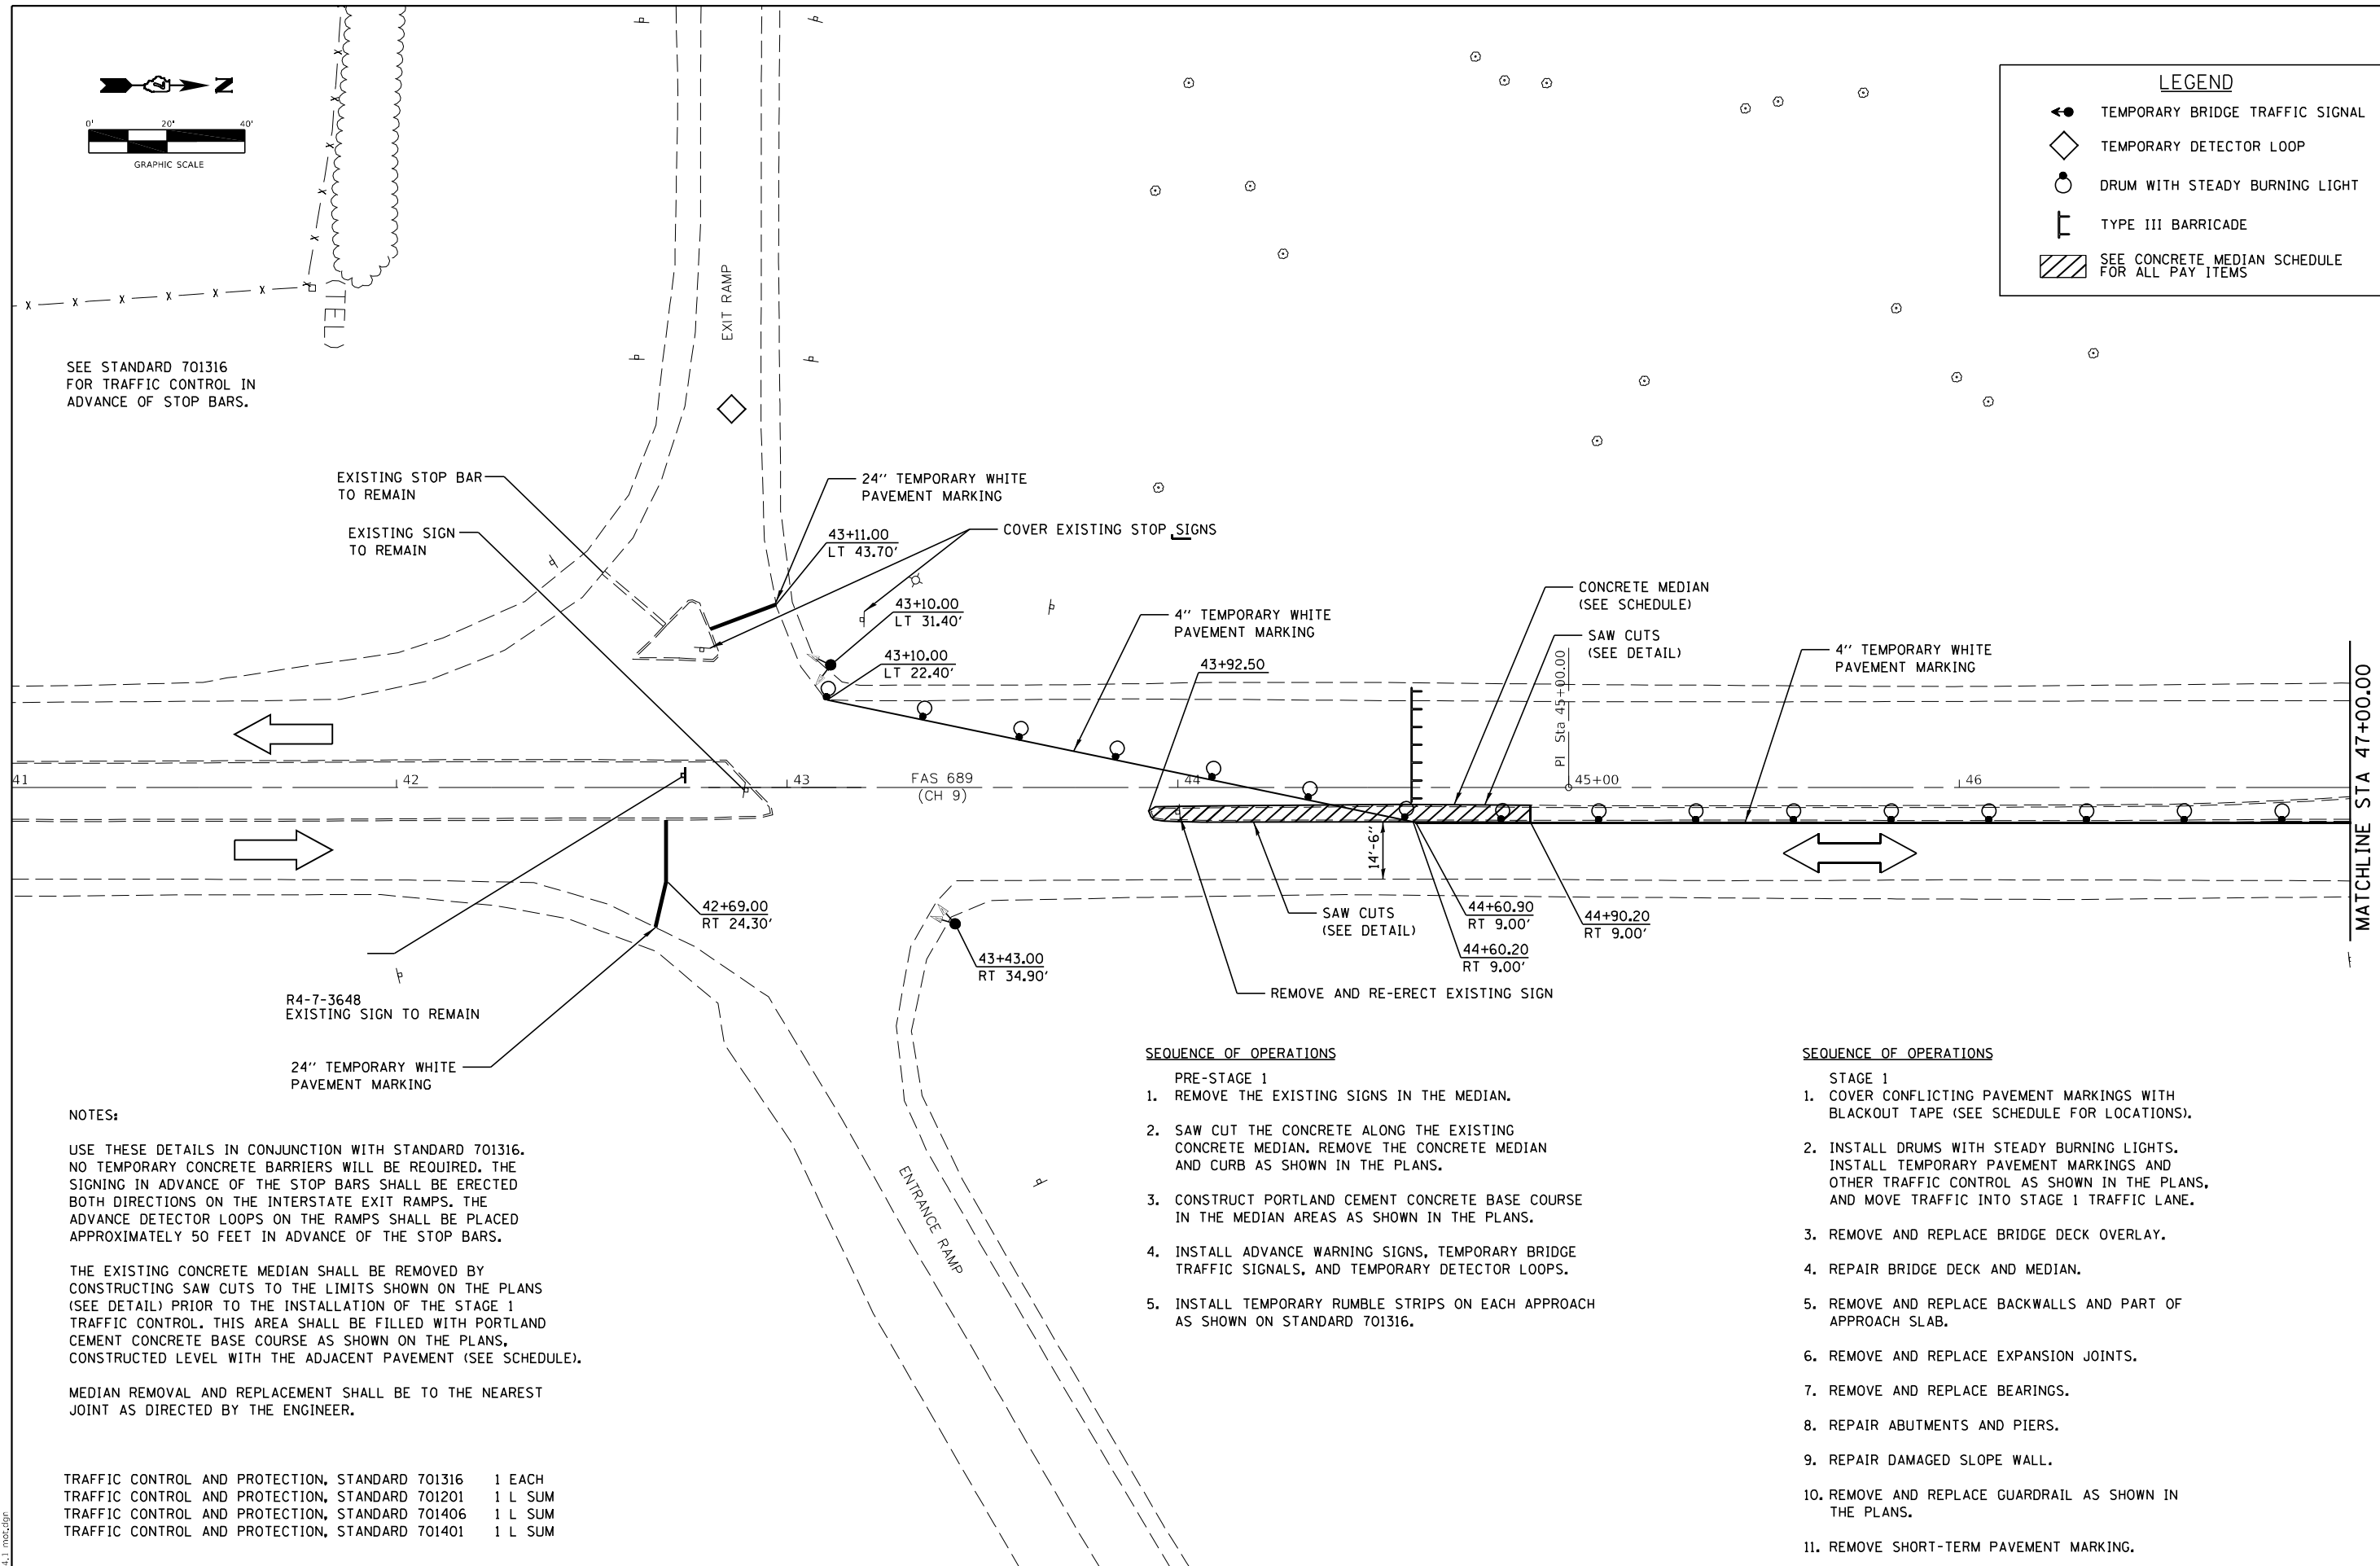 N
0' 20' 40'
GRAPHIC SCALE
LEGEND
TEMPORARY BRIDGE TRAFFIC SIGNAL
TEMPORARY DETECTOR LOOP
DRUM WITH STEADY BURNING LIGHT
TYPE III BARRICADE
SEE CONCRETE MEDIAN SCHEDULE
FOR ALL PAY ITEMS
(TEL)
EXIT RAMP
SEE STANDARD 701316
FOR TRAFFIC CONTROL IN
ADVANCE OF STOP BARS.
EXISTING STOP BAR
TO REMAIN
EXISTING SIGN
TO REMAIN
24'' TEMPORARY WHITE
PAVEMENT MARKING
43+11.00
LT 43.70'
COVER EXISTING STOP SIGNS
43+10.00
LT 31.40'
43+10.00
LT 22.40'
4'' TEMPORARY WHITE
PAVEMENT MARKING
43+92.50
CONCRETE MEDIAN
(SEE SCHEDULE)
SAW CUTS
(SEE DETAIL)
PI Sta 45+00.00
4'' TEMPORARY WHITE
PAVEMENT MARKING
MATCHLINE STA 47+00.00
41
42
43
FAS 689
(CH 9)
44
45+00
46
14'-6''
42+69.00
RT 24.30'
43+43.00
RT 34.90'
SAW CUTS
(SEE DETAIL)
44+60.90
RT 9.00'
44+60.20
RT 9.00'
44+90.20
RT 9.00'
REMOVE AND RE-ERECT EXISTING SIGN
R4-7-3648
EXISTING SIGN TO REMAIN
24'' TEMPORARY WHITE
PAVEMENT MARKING
ENTRANCE RAMP
NOTES:
USE THESE DETAILS IN CONJUNCTION WITH STANDARD 701316.
NO TEMPORARY CONCRETE BARRIERS WILL BE REQUIRED. THE
SIGNING IN ADVANCE OF THE STOP BARS SHALL BE ERECTED
BOTH DIRECTIONS ON THE INTERSTATE EXIT RAMPS. THE
ADVANCE DETECTOR LOOPS ON THE RAMPS SHALL BE PLACED
APPROXIMATELY 50 FEET IN ADVANCE OF THE STOP BARS.
THE EXISTING CONCRETE MEDIAN SHALL BE REMOVED BY
CONSTRUCTING SAW CUTS TO THE LIMITS SHOWN ON THE PLANS
(SEE DETAIL) PRIOR TO THE INSTALLATION OF THE STAGE 1
TRAFFIC CONTROL. THIS AREA SHALL BE FILLED WITH PORTLAND
CEMENT CONCRETE BASE COURSE AS SHOWN ON THE PLANS,
CONSTRUCTED LEVEL WITH THE ADJACENT PAVEMENT (SEE SCHEDULE).
MEDIAN REMOVAL AND REPLACEMENT SHALL BE TO THE NEAREST
JOINT AS DIRECTED BY THE ENGINEER.
TRAFFIC CONTROL AND PROTECTION, STANDARD 701316 1 EACH
TRAFFIC CONTROL AND PROTECTION, STANDARD 701201 1 L SUM
TRAFFIC CONTROL AND PROTECTION, STANDARD 701406 1 L SUM
TRAFFIC CONTROL AND PROTECTION, STANDARD 701401 1 L SUM
SEQUENCE OF OPERATIONS
PRE-STAGE 1
1. REMOVE THE EXISTING SIGNS IN THE MEDIAN.
2. SAW CUT THE CONCRETE ALONG THE EXISTING
CONCRETE MEDIAN. REMOVE THE CONCRETE MEDIAN
AND CURB AS SHOWN IN THE PLANS.
3. CONSTRUCT PORTLAND CEMENT CONCRETE BASE COURSE
IN THE MEDIAN AREAS AS SHOWN IN THE PLANS.
4. INSTALL ADVANCE WARNING SIGNS, TEMPORARY BRIDGE
TRAFFIC SIGNALS, AND TEMPORARY DETECTOR LOOPS.
5. INSTALL TEMPORARY RUMBLE STRIPS ON EACH APPROACH
AS SHOWN ON STANDARD 701316.
SEQUENCE OF OPERATIONS
STAGE 1
1. COVER CONFLICTING PAVEMENT MARKINGS WITH
BLACKOUT TAPE (SEE SCHEDULE FOR LOCATIONS).
2. INSTALL DRUMS WITH STEADY BURNING LIGHTS.
INSTALL TEMPORARY PAVEMENT MARKINGS AND
OTHER TRAFFIC CONTROL AS SHOWN IN THE PLANS,
AND MOVE TRAFFIC INTO STAGE 1 TRAFFIC LANE.
3. REMOVE AND REPLACE BRIDGE DECK OVERLAY.
4. REPAIR BRIDGE DECK AND MEDIAN.
5. REMOVE AND REPLACE BACKWALLS AND PART OF
APPROACH SLAB.
6. REMOVE AND REPLACE EXPANSION JOINTS.
7. REMOVE AND REPLACE BEARINGS.
8. REPAIR ABUTMENTS AND PIERS.
9. REPAIR DAMAGED SLOPE WALL.
10. REMOVE AND REPLACE GUARDRAIL AS SHOWN IN
THE PLANS.
11. REMOVE SHORT-TERM PAVEMENT MARKING.
4.1 mot.dgn